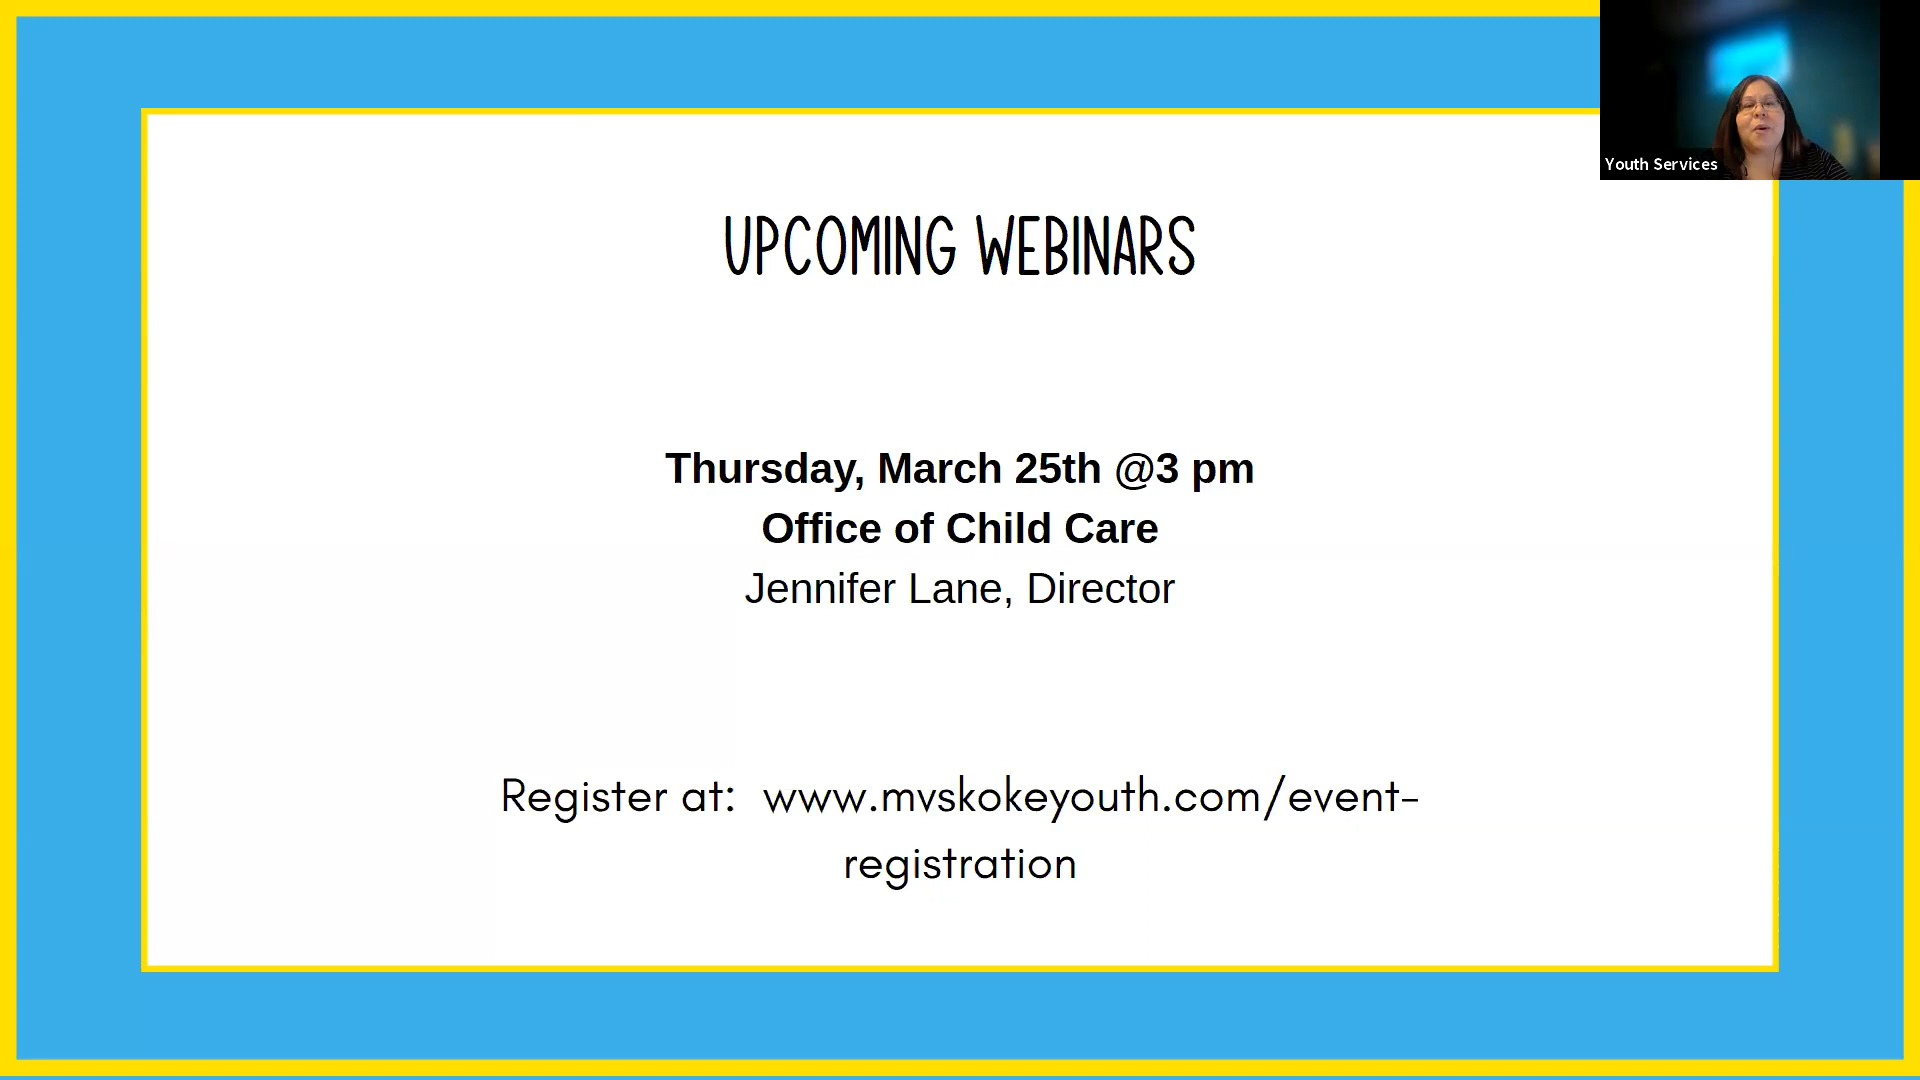 Youth Services
UPCOMING WEBINARS
Thursday, March 25th @3 pm
Office of Child Care
Jennifer Lane, Director
Register at:  www.mvskokeyouth.com/event-
registration